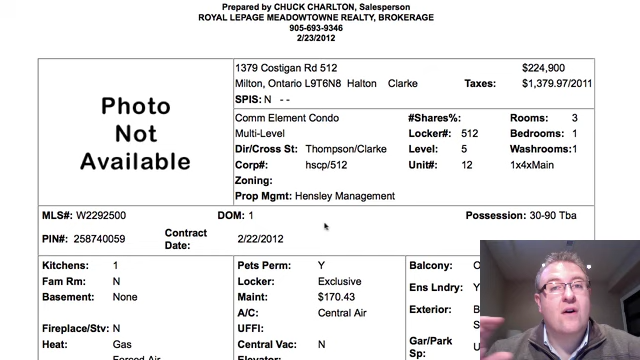 Prepared by CHUCK CHARLTON, Salesperson
ROYAL LEPAGE MEADOWTOWNE REALTY, BROKERAGE
905-693-9346
2/23/2012
Photo
Not
Available
1379 Costigan Rd 512 $224,900
Milton, Ontario L9T6N8 Halton Clarke Taxes: $1,379.97/2011
SPIS: N - -
Comm Element Condo #Shares%: Rooms: 3
Multi-Level Locker#: 512 Bedrooms: 1
Dir/Cross St: Thompson/Clarke Level: 5 Washrooms:1
Corp#: hscp/512 Unit#: 12 1x4xMain
Zoning:
Prop Mgmt: Hensley Management
MLS#: W2292500 DOM: 1 Possession: 30-90 Tba
PIN#: 258740059 Contract Date: 2/22/2012
Kitchens: 1 Pets Perm: Y Balcony:
Fam Rm: N Locker: Exclusive Ens Lndry: Y
Basement: None Maint: $170.43 Exterior: B
A/C: Central Air
Fireplace/Stv: N UFFI:
Heat: Gas Central Vac: N Gar/Park Sp:
Forced Air Elevator: